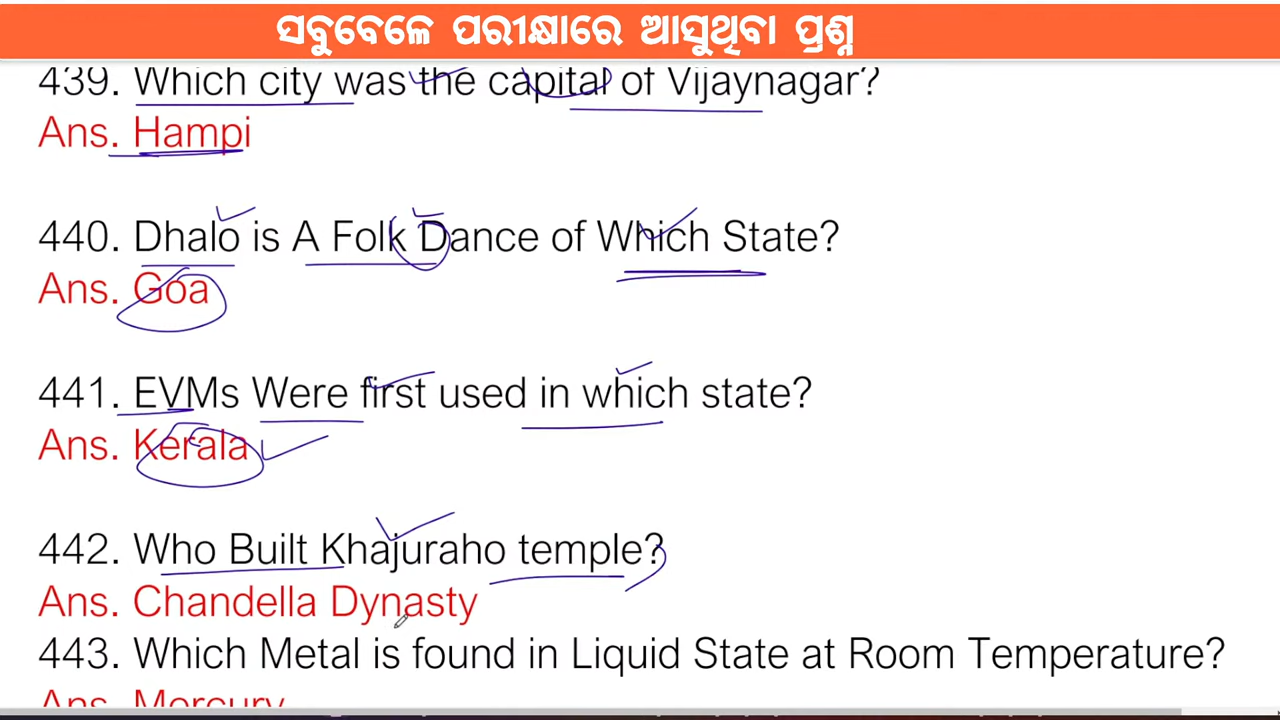 ସବୁବେଳେ ପରୀକ୍ଷାରେ ଆସୁଥିବା ପ୍ରଶ୍ନ
439. Which city was the capital of Vijaynagar?
Ans. Hampi
440. Dhalo is A Folk Dance of Which State?
Ans. Goa
441. EVMs Were first used in which state?
Ans. Kerala
442. Who Built Khajuraho temple?
Ans. Chandella Dynasty
443. Which Metal is found in Liquid State at Room Temperature?
Ans. Mercury